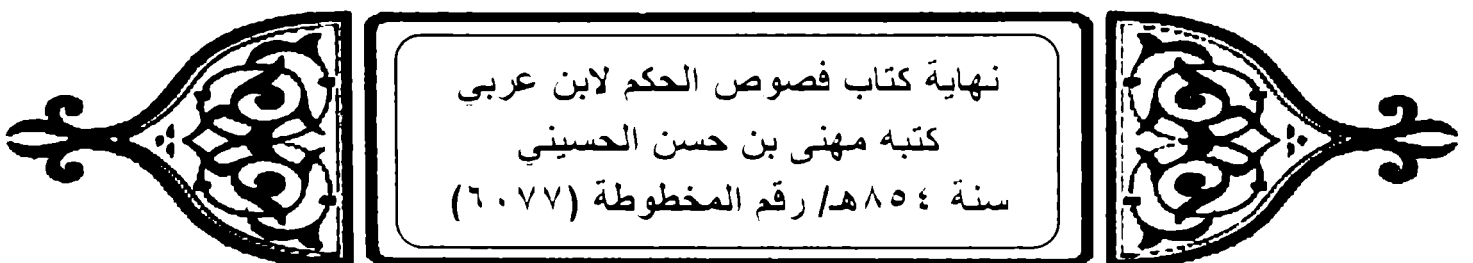 نهاية كتاب فصوص الحكم لابن عربي
كتبه مهنى بن حسن الحسيني
سنة ٨٥٤هـ/ رقم المخطوطة (٦٠٧٧)